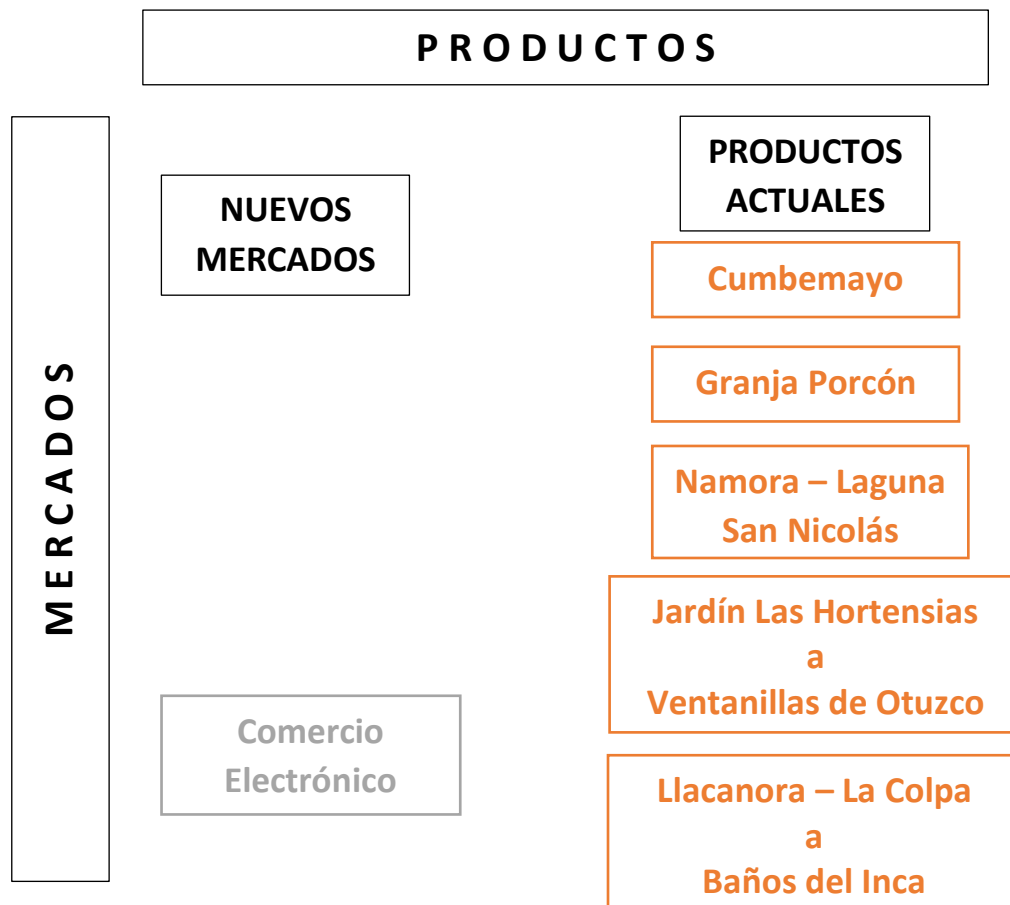 P R O D U C T O S
M E R C A D O S
NUEVOS
MERCADOS
Comercio
Electrónico
PRODUCTOS
ACTUALES
Cumbemayo
Granja Porcón
Namora – Laguna
San Nicolás
Jardín Las Hortensias
a
Ventanillas de Otuzco
Llacanora – La Colpa
a
Baños del Inca